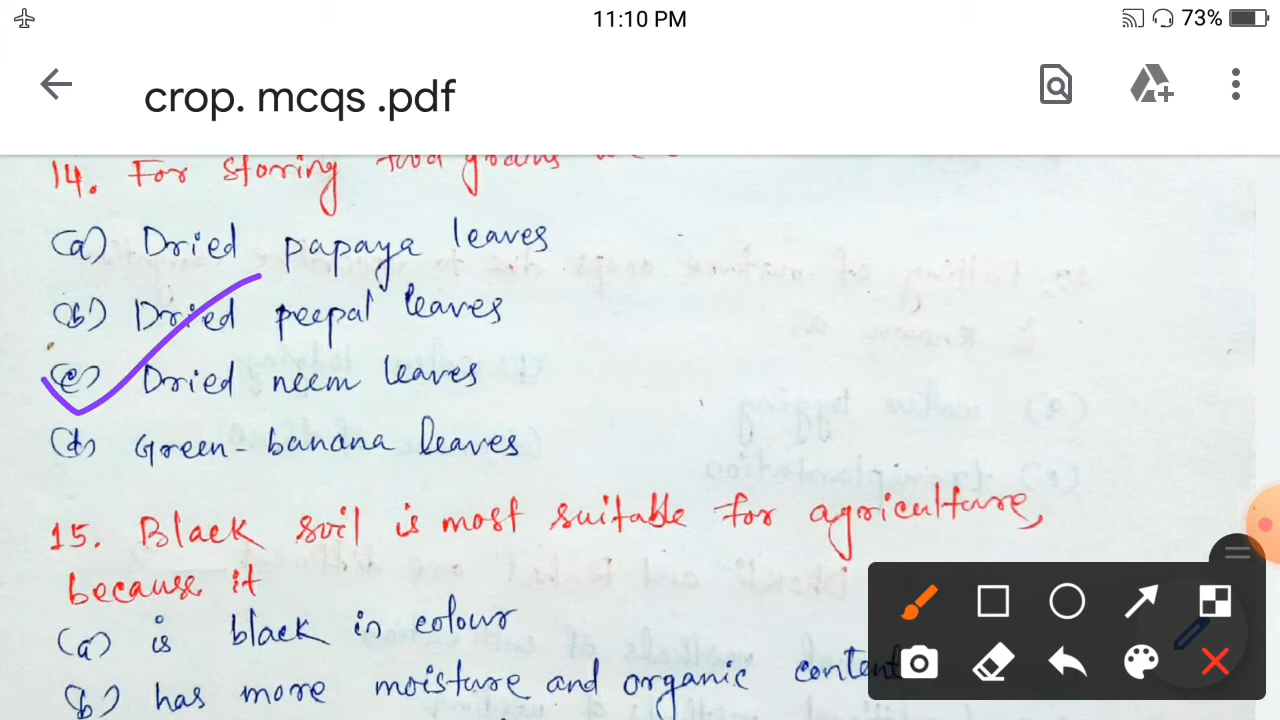 11:10 PM
73%
crop. mcqs .pdf
14. For storing food grains
(a) Dried papaya leaves
(b) Dried peepal leaves
(c) Dried neem leaves
(d) Green-banana leaves
15. Black soil is most suitable for agriculture,
because it
(a) is black in colour
(b) has more moisture and organic content